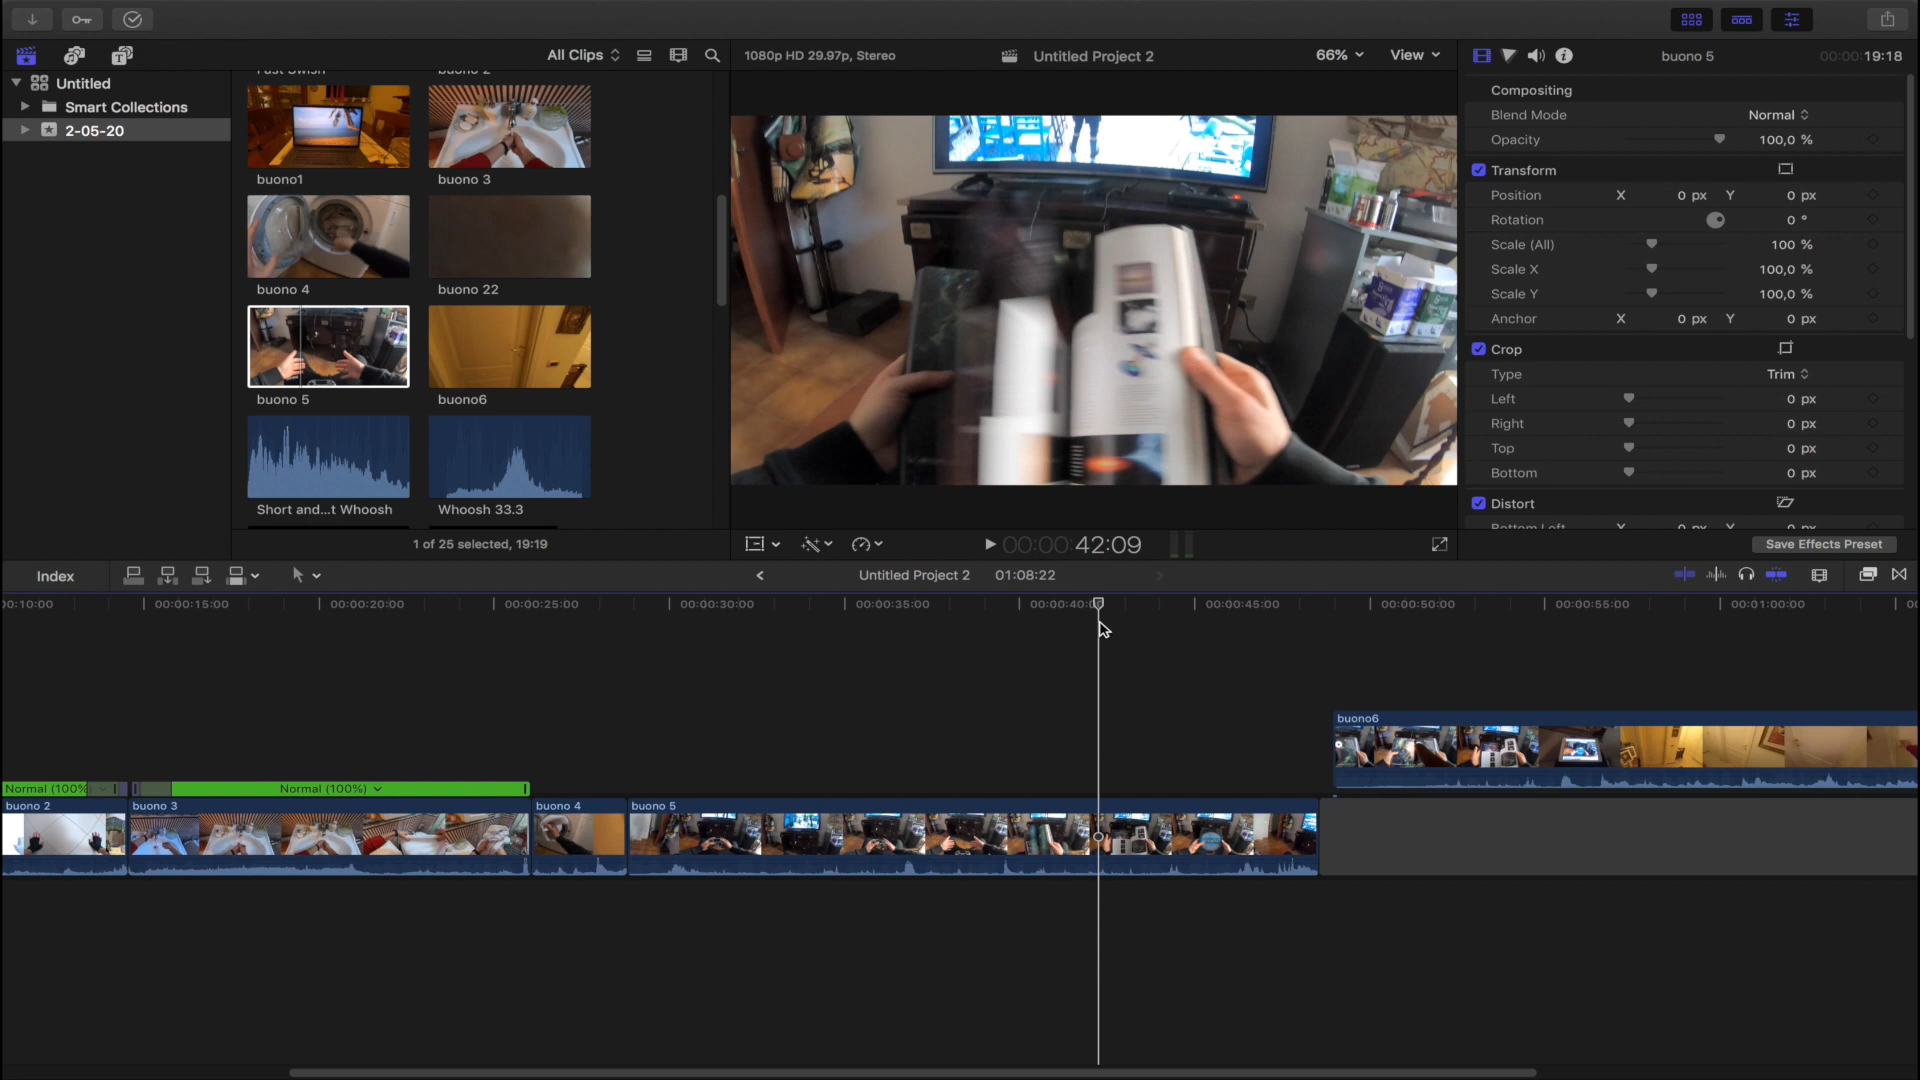 All Clips
1080p HD 29.97p, Stereo
Untitled Project 2
66%
View
buono 5
00:00:19:18
Untitled
Smart Collections
2-05-20
Fast Swish
buono 2
buono1
buono 3
buono 4
buono 22
buono 5
buono6
Short and...t Whoosh
Whoosh 33.3
1 of 25 selected, 19:19
Compositing
Blend Mode
Normal
Opacity
100,0 %
Transform
Position X 0 px Y 0 px
Rotation 0 °
Scale (All) 100 %
Scale X 100,0 %
Scale Y 100,0 %
Anchor X 0 px Y 0 px
Crop
Type Trim
Left 0 px
Right 0 px
Top 0 px
Bottom 0 px
Distort
Bottom Left X 0 px Y 0 px
Save Effects Preset
00:00:42:09
Index
Untitled Project 2
01:08:22
0:10:00
00:00:15:00
00:00:20:00
00:00:25:00
00:00:30:00
00:00:35:00
00:00:40:00
00:00:45:00
00:00:50:00
00:00:55:00
00:01:00:00
buono6
Normal (100%
Normal (100%)
buono 2
buono 3
buono 4
buono 5